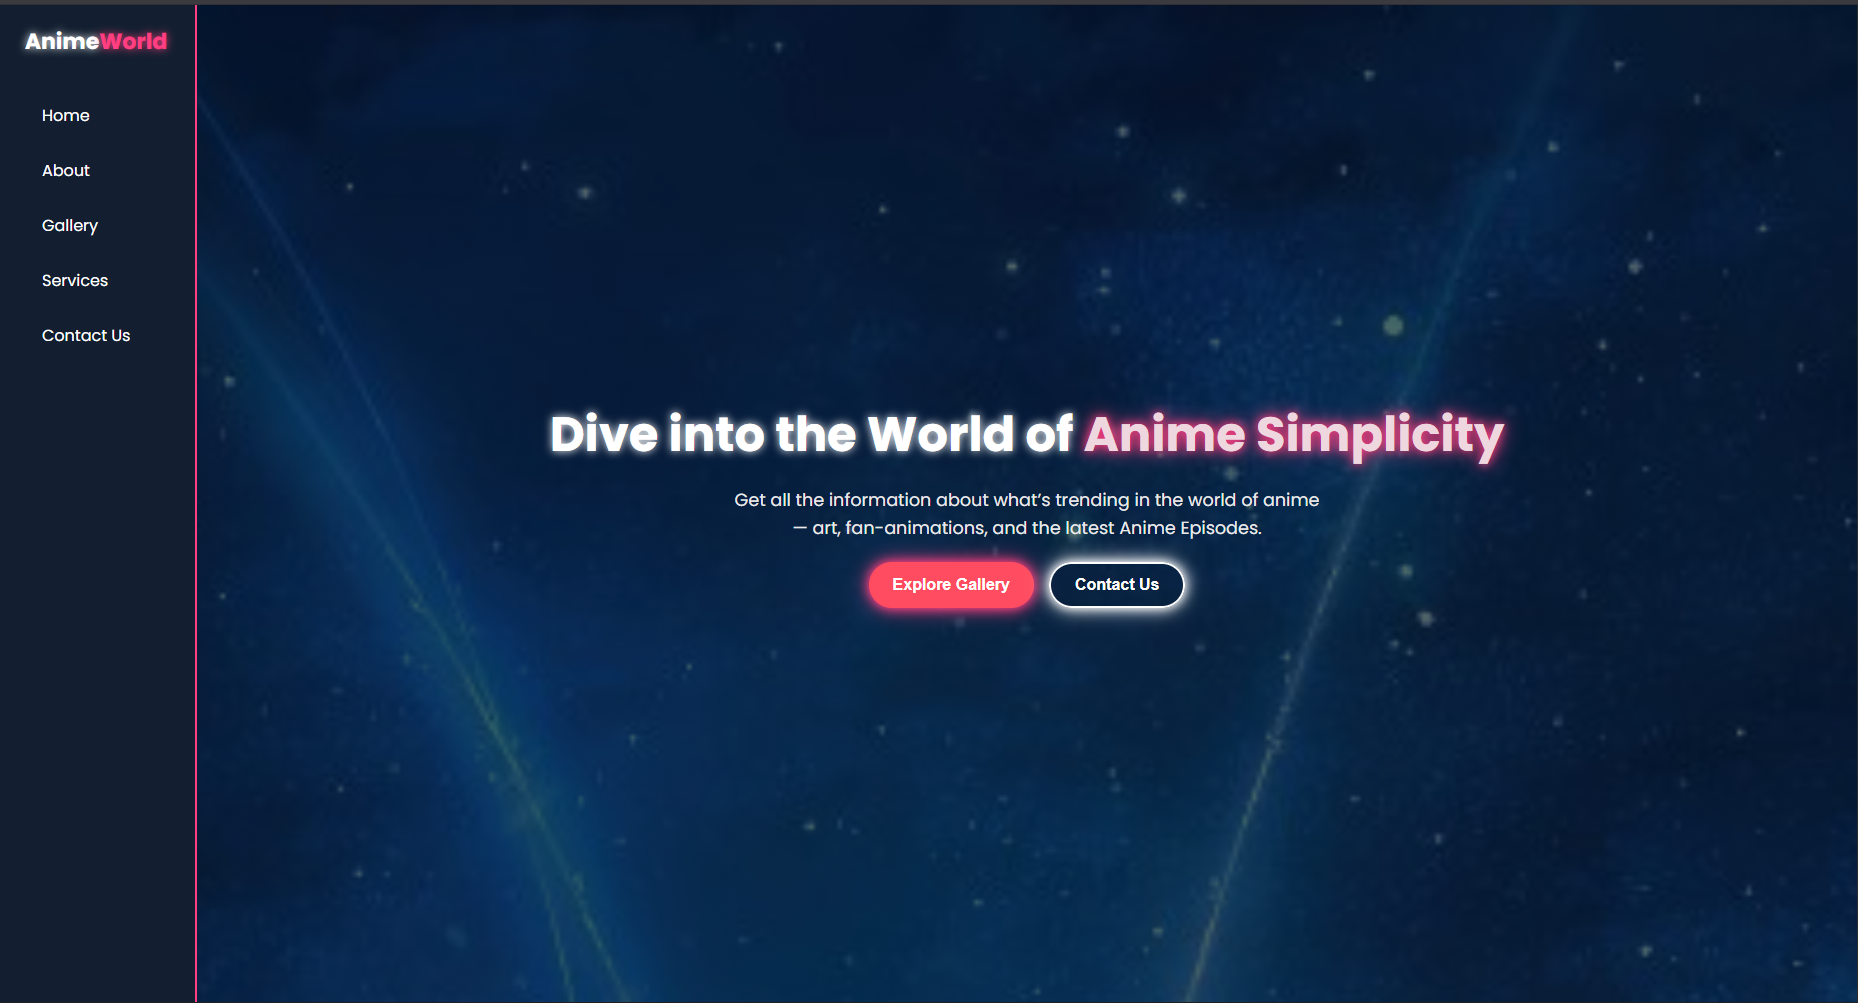 AnimeWorld
Home
About
Gallery
Services
Contact Us
Dive into the World of Anime Simplicity
Get all the information about what’s trending in the world of anime
— art, fan-animations, and the latest Anime Episodes.
Explore Gallery
Contact Us